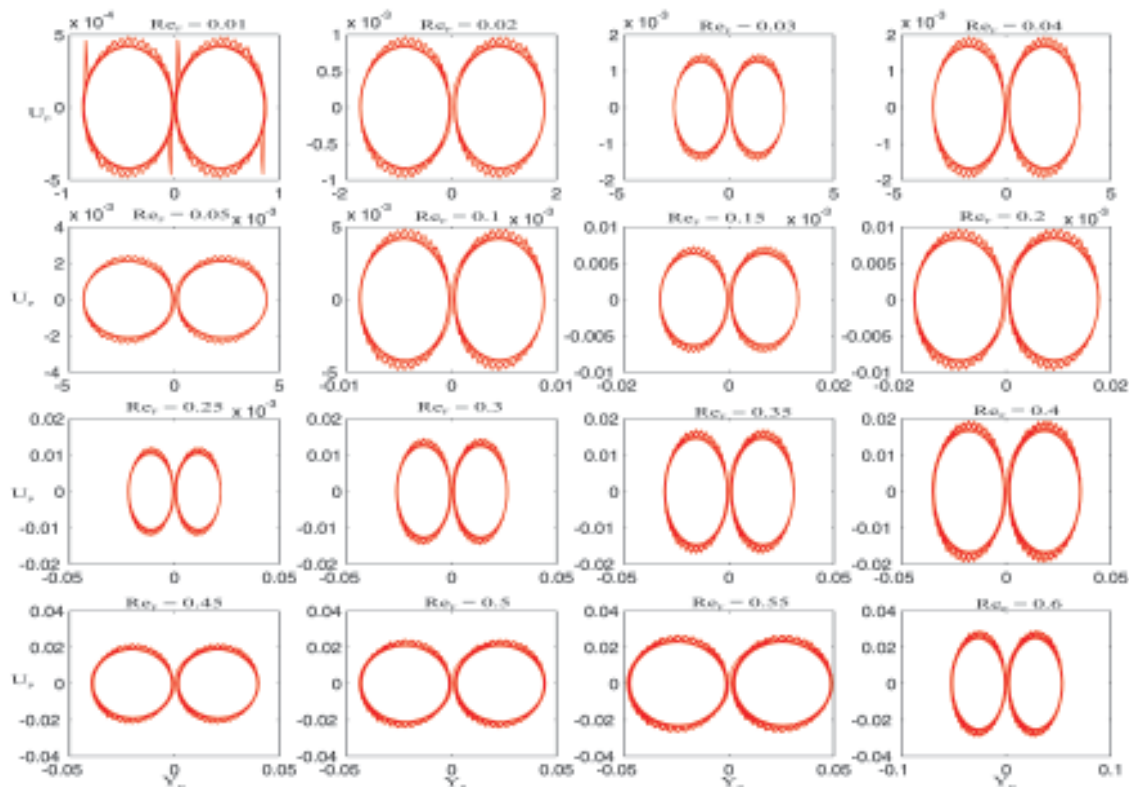 x 10⁻⁴ Reᵣ = 0.01 Reᵣ = 0.02 x 10⁻³ Reᵣ = 0.03 x 10⁻³ Reᵣ = 0.04
5 1 2 2
0.5 1 1
Uᵣ 0 0 0 0
-0.5 -1 -1
-5 -1 -2 -2
-1 0 1 -2 0 2 -5 0 5 -5 0 5
x 10⁻³ Reᵣ = 0.05 x 10⁻³ x 10⁻³ Reᵣ = 0.1 x 10⁻³ Reᵣ = 0.15 x 10⁻³ Reᵣ = 0.2 x 10⁻³
4 5 0.01 0.01
2 0.005 0.005
Uᵣ 0 0 0 0
-2 -0.005 -0.005
-4 -5 -0.01 -0.01
-5 0 5 -0.01 0 0.01 -0.02 0 0.02 -0.02 0 0.02
Reᵣ = 0.25 x 10⁻³ Reᵣ = 0.3 Reᵣ = 0.35 Reᵣ = 0.4
0.02 0.02 0.02 0.02
0.01 0.01 0.01 0.01
Uᵣ 0 0 0 0
-0.01 -0.01 -0.01 -0.01
-0.02 -0.02 -0.02 -0.02
-0.05 0 0.05 -0.05 0 0.05 -0.05 0 0.05 -0.05 0 0.05
Reᵣ = 0.45 Reᵣ = 0.5 Reᵣ = 0.55 Reᵣ = 0.6
0.04 0.04 0.04 0.04
0.02 0.02 0.02 0.02
Uᵣ 0 0 0 0
-0.02 -0.02 -0.02 -0.02
-0.04 -0.04 -0.04 -0.04
-0.05 0 0.05 -0.05 0 0.05 -0.05 0 0.05 -0.1 0 0.1